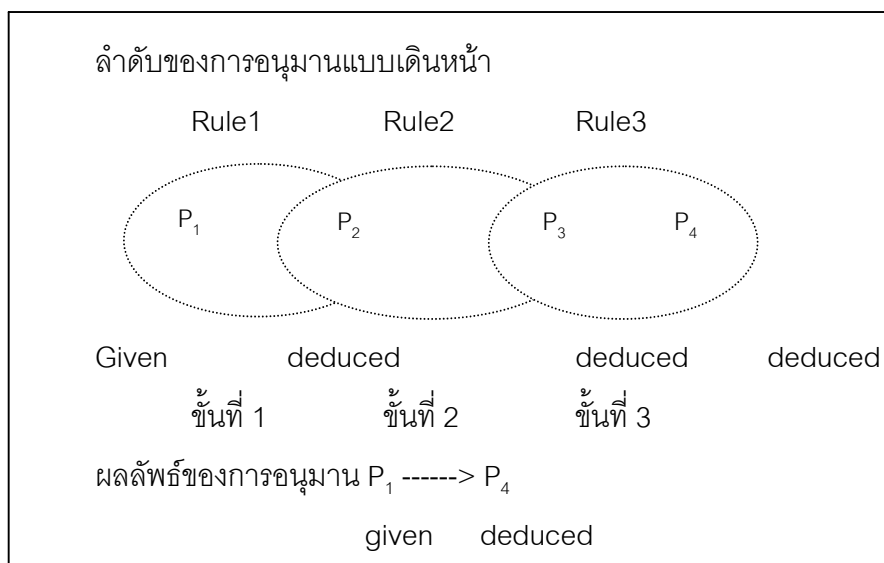 ลำดับของการอนุมานแบบเดินหน้า
Rule1 Rule2 Rule3
P₁ P₂ P₃ P₄
Given deduced deduced deduced
ขั้นที่ 1 ขั้นที่ 2 ขั้นที่ 3
ผลลัพธ์ของการอนุมาน P₁ ------> P₄
given deduced